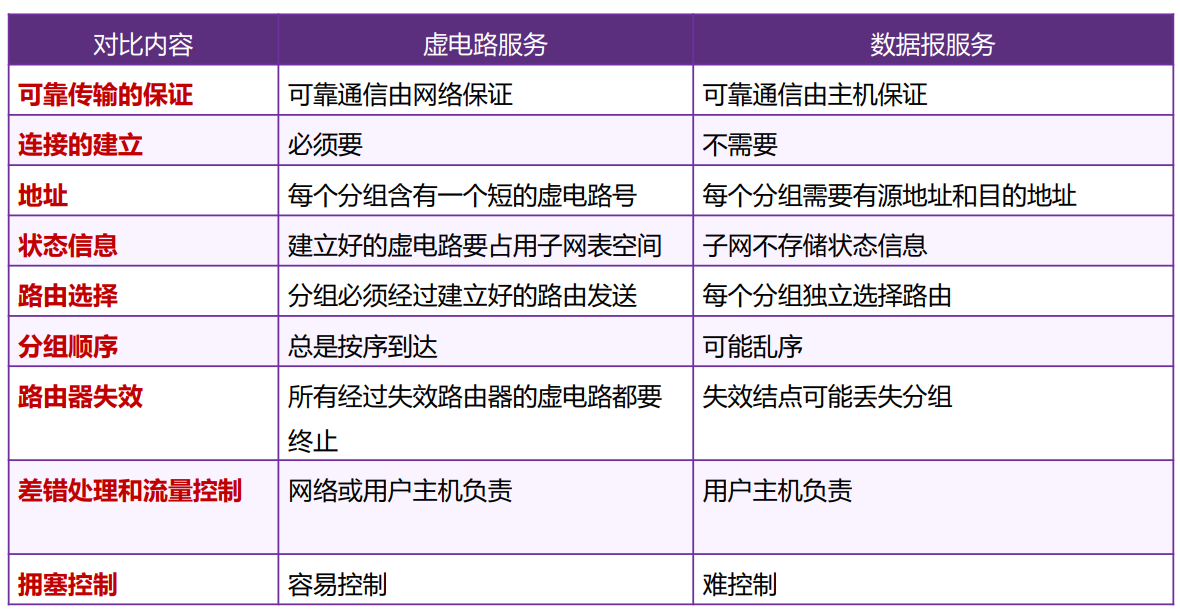 对比内容 虚电路服务 数据报服务
可靠传输的保证 可靠通信由网络保证 可靠通信由主机保证
连接的建立 必须要 不需要
地址 每个分组含有一个短的虚电路号 每个分组需要有源地址和目的地址
状态信息 建立好的虚电路要占用子网表空间 子网不存储状态信息
路由选择 分组必须经过建立好的路由发送 每个分组独立选择路由
分组顺序 总是按序到达 可能乱序
路由器失效 所有经过失效路由器的虚电路都要 失效结点可能丢失分组
终止
差错处理和流量控制 网络或用户主机负责 用户主机负责
拥塞控制 容易控制 难控制